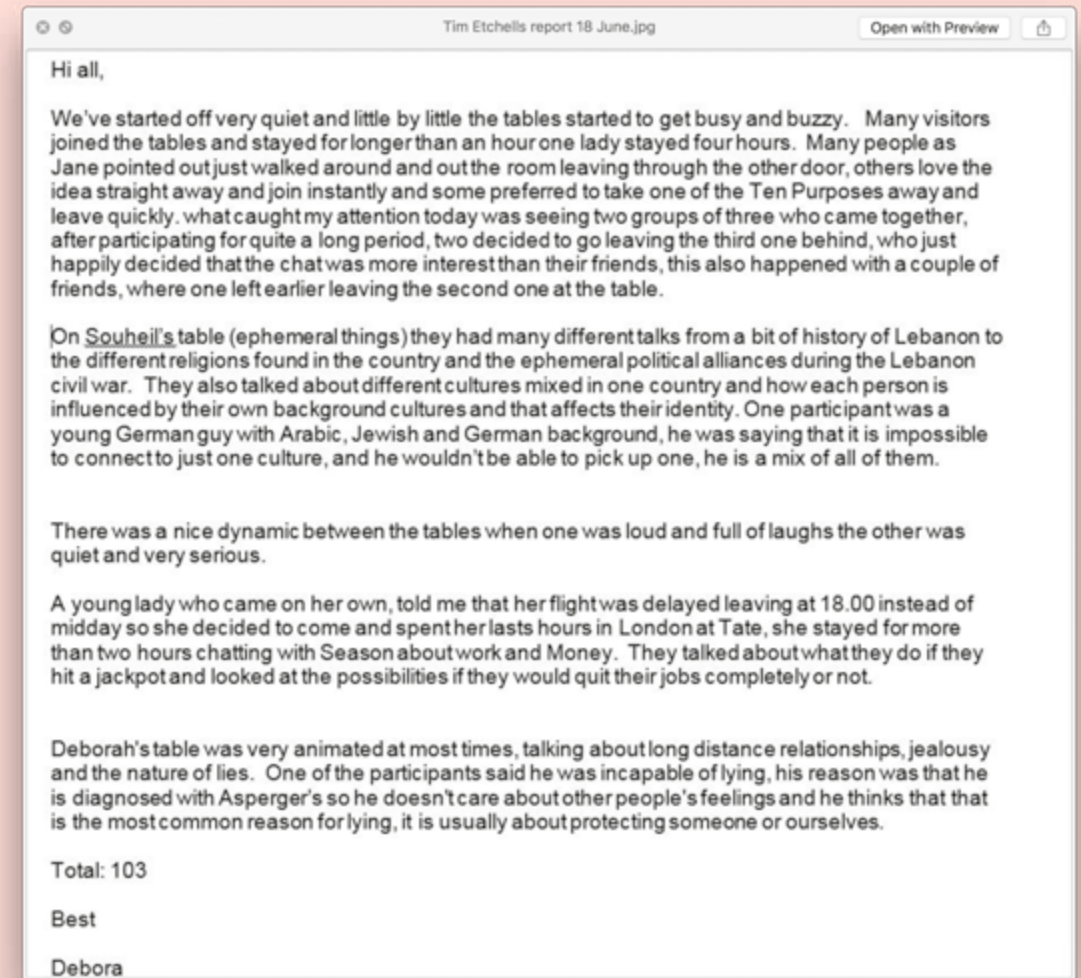 Tim Etchells report 18 June.jpg
Open with Preview
Hi all,
We've started off very quiet and little by little the tables started to get busy and buzzy. Many visitors
joined the tables and stayed for longer than an hour one lady stayed four hours. Many people as
Jane pointed out just walked around and out the room leaving through the other door, others love the
idea straight away and join instantly and some preferred to take one of the Ten Purposes away and
leave quickly. what caught my attention today was seeing two groups of three who came together,
after participating for quite a long period, two decided to go leaving the third one behind, who just
happily decided that the chat was more interest than their friends, this also happened with a couple of
friends, where one left earlier leaving the second one at the table.
On Souheil's table (ephemeral things) they had many different talks from a bit of history of Lebanon to
the different religions found in the country and the ephemeral political alliances during the Lebanon
civil war. They also talked about different cultures mixed in one country and how each person is
influenced by their own background cultures and that affects their identity. One participant was a
young German guy with Arabic, Jewish and German background, he was saying that it is impossible
to connect to just one culture, and he wouldn't be able to pick up one, he is a mix of all of them.
There was a nice dynamic between the tables when one was loud and full of laughs the other was
quiet and very serious.
A young lady who came on her own, told me that her flight was delayed leaving at 18.00 instead of
midday so she decided to come and spent her lasts hours in London at Tate, she stayed for more
than two hours chatting with Season about work and Money. They talked about what they do if they
hit a jackpot and looked at the possibilities if they would quit their jobs completely or not.
Deborah's table was very animated at most times, talking about long distance relationships, jealousy
and the nature of lies. One of the participants said he was incapable of lying, his reason was that he
is diagnosed with Asperger's so he doesn't care about other people's feelings and he thinks that that
is the most common reason for lying, it is usually about protecting someone or ourselves.
Total: 103
Best
Debora